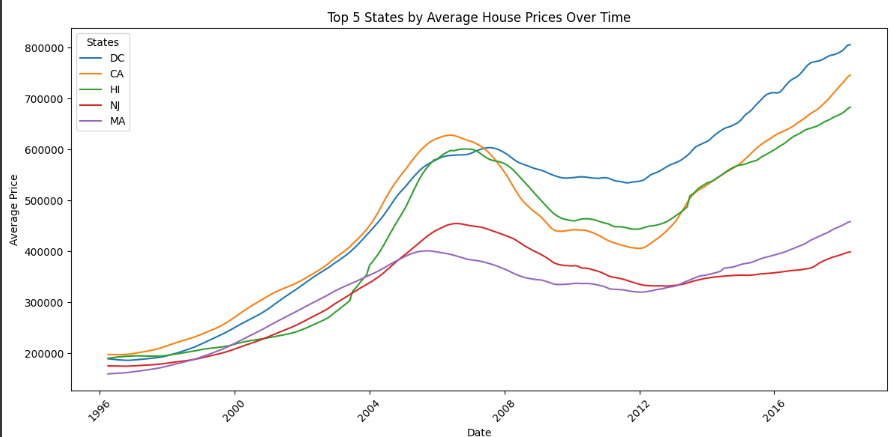 Top 5 States by Average House Prices Over Time
States
DC
CA
HI
NJ
MA
Average Price
800000
700000
600000
500000
400000
300000
200000
1996
2000
2004
2008
2012
2016
Date